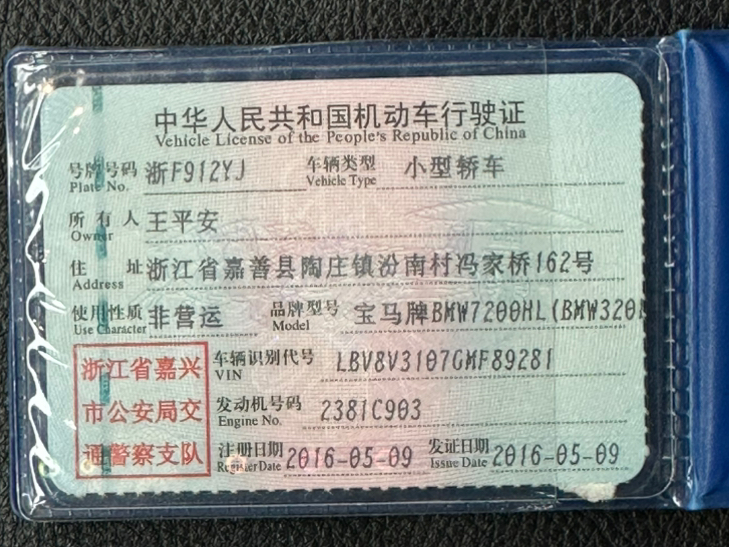 中华人民共和国机动车行驶证
Vehicle License of the People's Republic of China
号牌号码 浙F912YJ 车辆类型 小型轿车
Plate No. Vehicle Type
所有人 王平安
Owner
住址 浙江省嘉善县陶庄镇汾南村冯家桥162号
Address
使用性质 非营运 品牌型号 宝马牌BMW7200HL(BMW320
Use Character Model
浙江省嘉兴
市公安局交
通警察支队
车辆识别代号 LBV8V3107GMF89281
VIN
发动机号码 2381C903
Engine No.
注册日期 2016-05-09 发证日期 2016-05-09
Register Date Issue Date